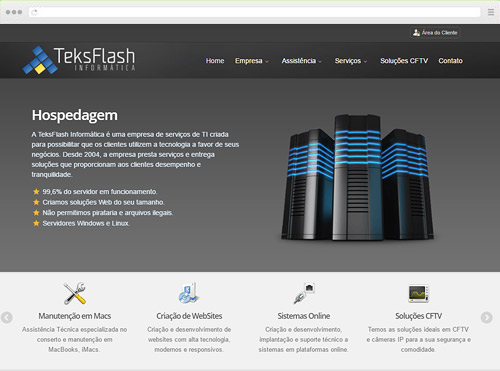 Área do Cliente
TeksFlash
INFORMÁTICA
Home Empresa Assistência Serviços Soluções CFTV Contato
Hospedagem
A TeksFlash Informática é uma empresa de serviços de TI criada
para possibilitar que os clientes utilizem a tecnologia a favor de seus
negócios. Desde 2004, a empresa presta serviços e entrega
soluções que proporcionam aos clientes desempenho e
tranquilidade.
99,6% do servidor em funcionamento.
Criamos soluções Web do seu tamanho.
Não permitimos pirataria e arquivos ilegais.
Servidores Windows e Linux.
Manutenção em Macs
Assistência Técnica especializada no
conserto e manutenção em
MacBooks, iMacs.
Criação de WebSites
Criação e desenvolvimento de
websites com alta tecnologia,
modernos e responsivos.
Sistemas Online
Criação e desenvolvimento,
implantação e suporte técnico a
sistemas em plataformas online.
Soluções CFTV
Temos as soluções ideais em CFTV
e câmeras IP para a sua segurança e
comodidade.